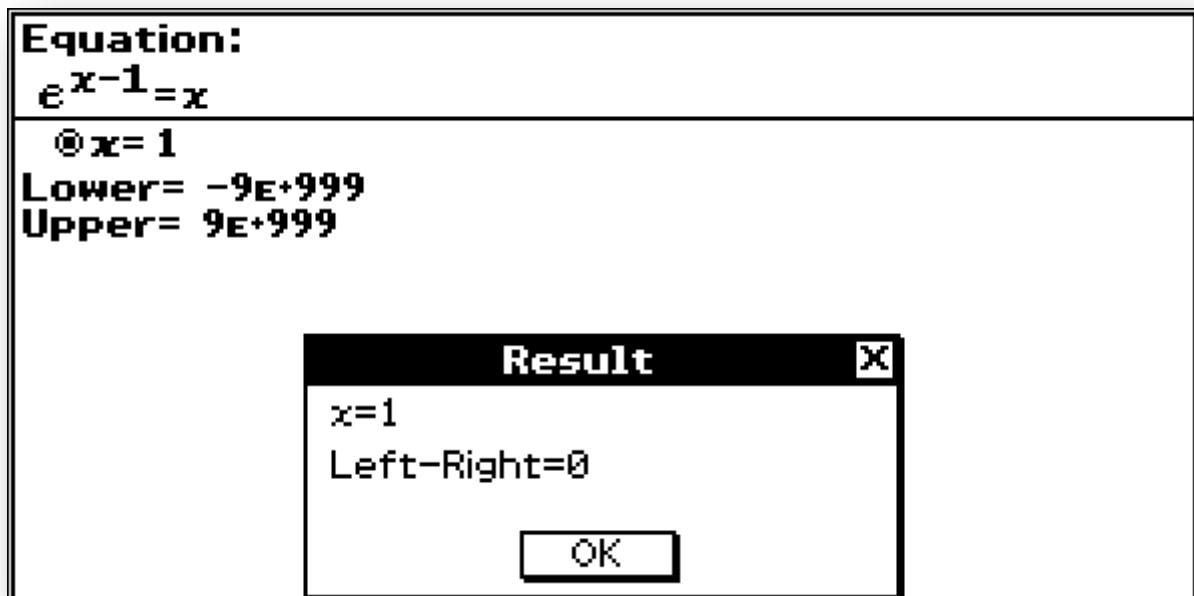 Equation:
e^x-1=x
x= 1
Lower= -9E+999
Upper= 9E+999
Result X
x=1
Left-Right=0
OK